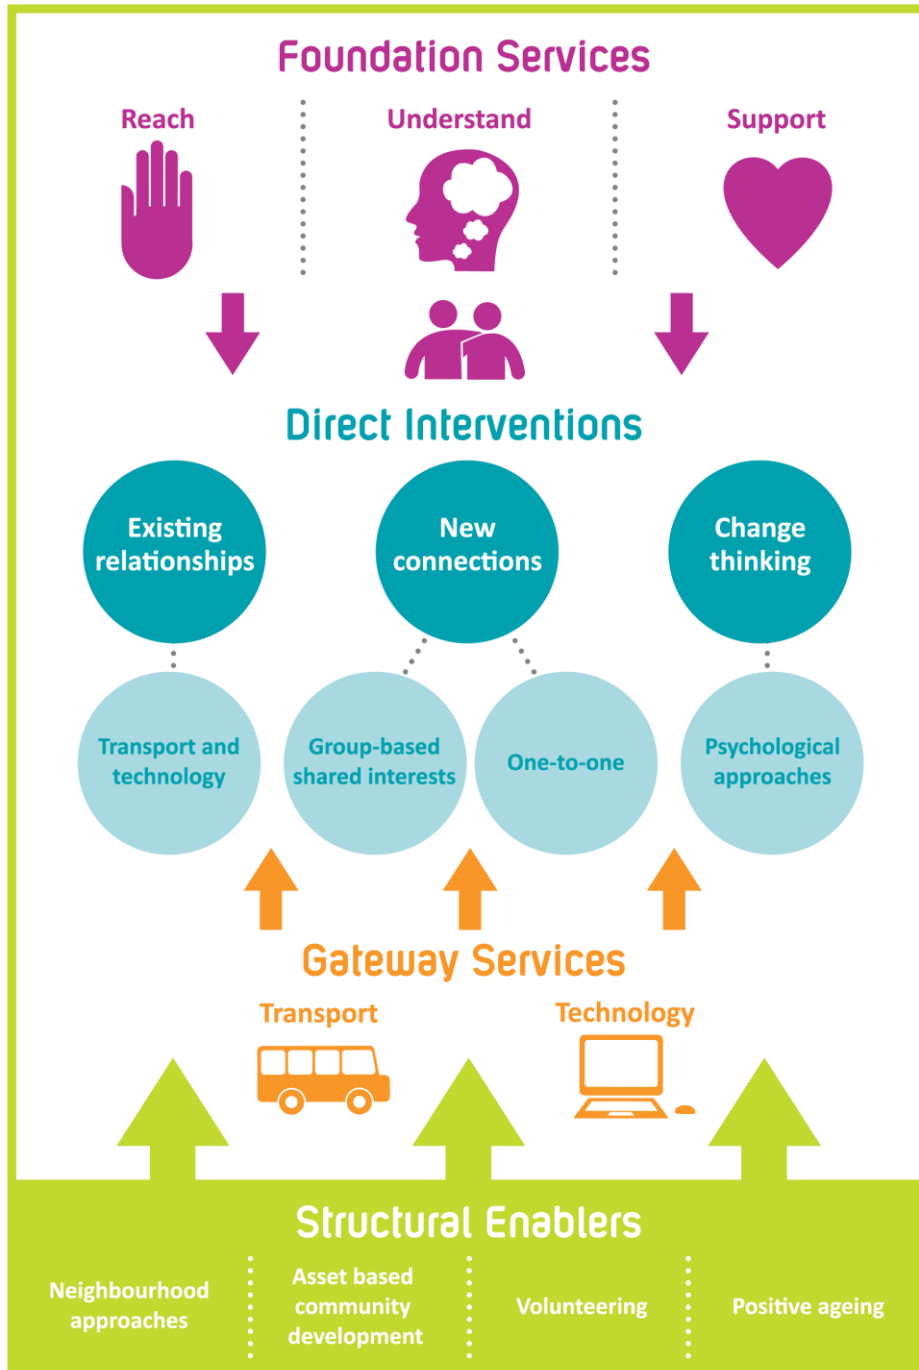 Foundation Services
Reach
Understand
Support
Direct Interventions
Existing
relationships
New
connections
Change
thinking
Transport and
technology
Group-based
shared interests
One-to-one
Psychological
approaches
Gateway Services
Transport
Technology
Structural Enablers
Neighbourhood
approaches
Asset based
community
development
Volunteering
Positive ageing